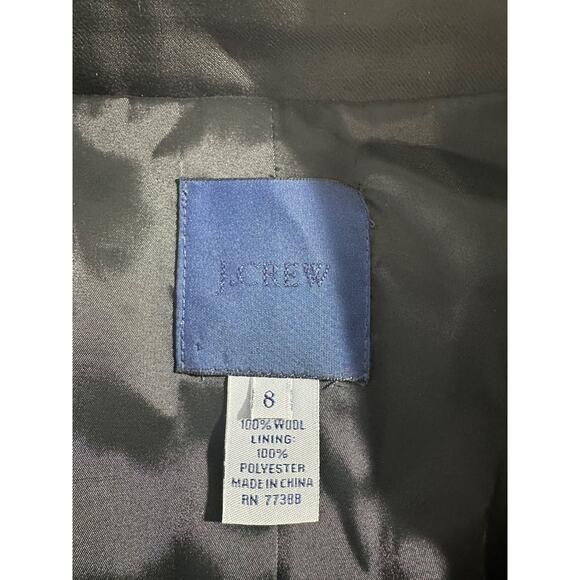 J.CREW
8
100% WOOL
LINING:
100%
POLYESTER
MADE IN CHINA
RN 77388